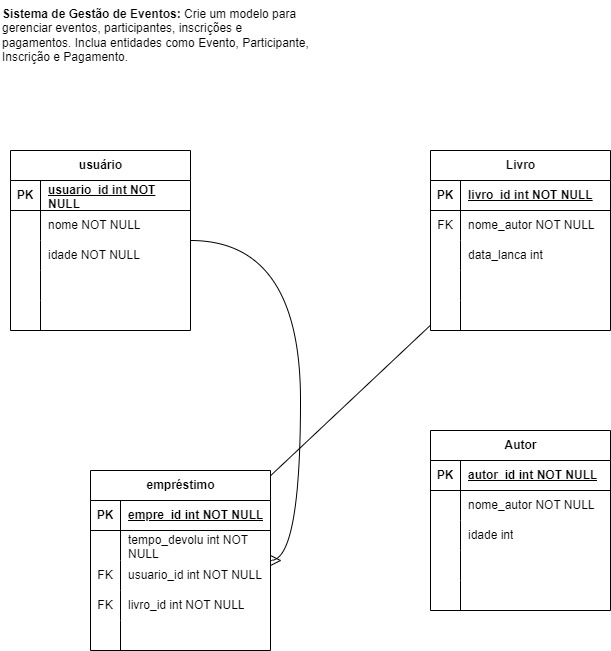 Sistema de Gestão de Eventos: Crie um modelo para
gerenciar eventos, participantes, inscrições e
pagamentos. Inclua entidades como Evento, Participante,
Inscrição e Pagamento.
usuário
PK usuario_id int NOT
NULL
nome NOT NULL
idade NOT NULL
Livro
PK livro_id int NOT NULL
FK nome_autor NOT NULL
data_lanca int
empréstimo
PK empre_id int NOT NULL
tempo_devolu int NOT
NULL
FK usuario_id int NOT NULL
FK livro_id int NOT NULL
Autor
PK autor_id int NOT NULL
nome_autor NOT NULL
idade int